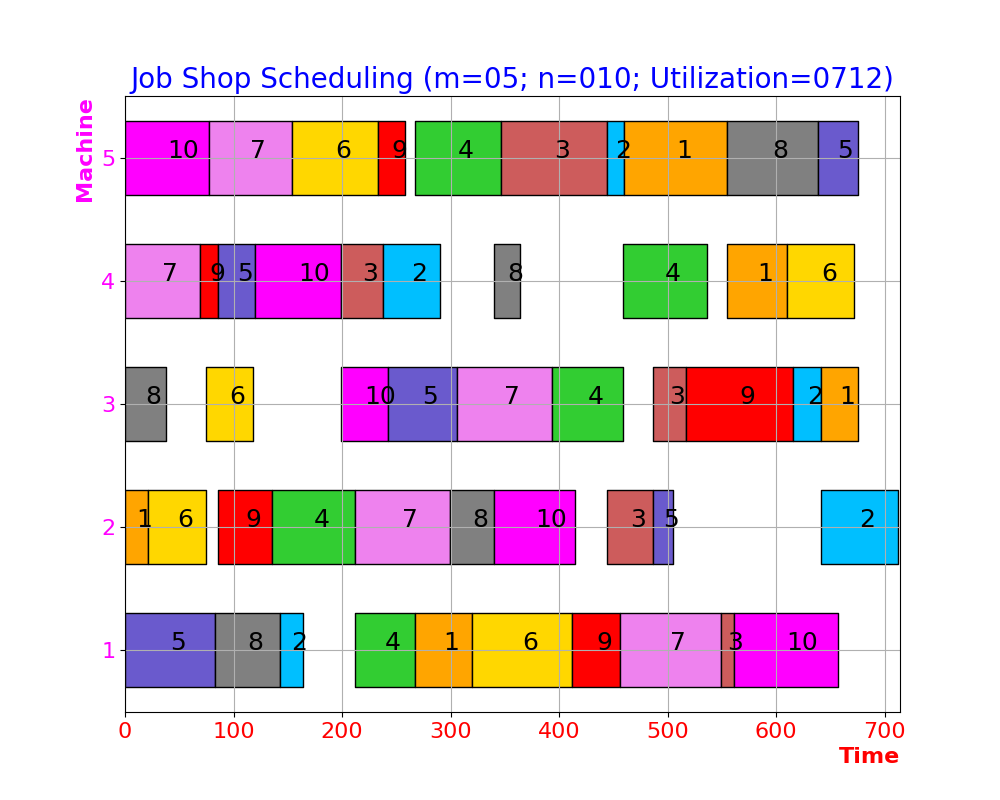 Job Shop Scheduling (m=05; n=010; Utilization=0712)
Machine
5
10 7 6 9 4 3 2 1 8 5
4
7 9 5 10 3 2 8 4 1 6
3
8 6 10 5 7 4 3 9 2 1
2
1 6 9 4 7 8 10 3 5 2
1
5 8 2 4 1 6 9 7 3 10
0 100 200 300 400 500 600 700
Time